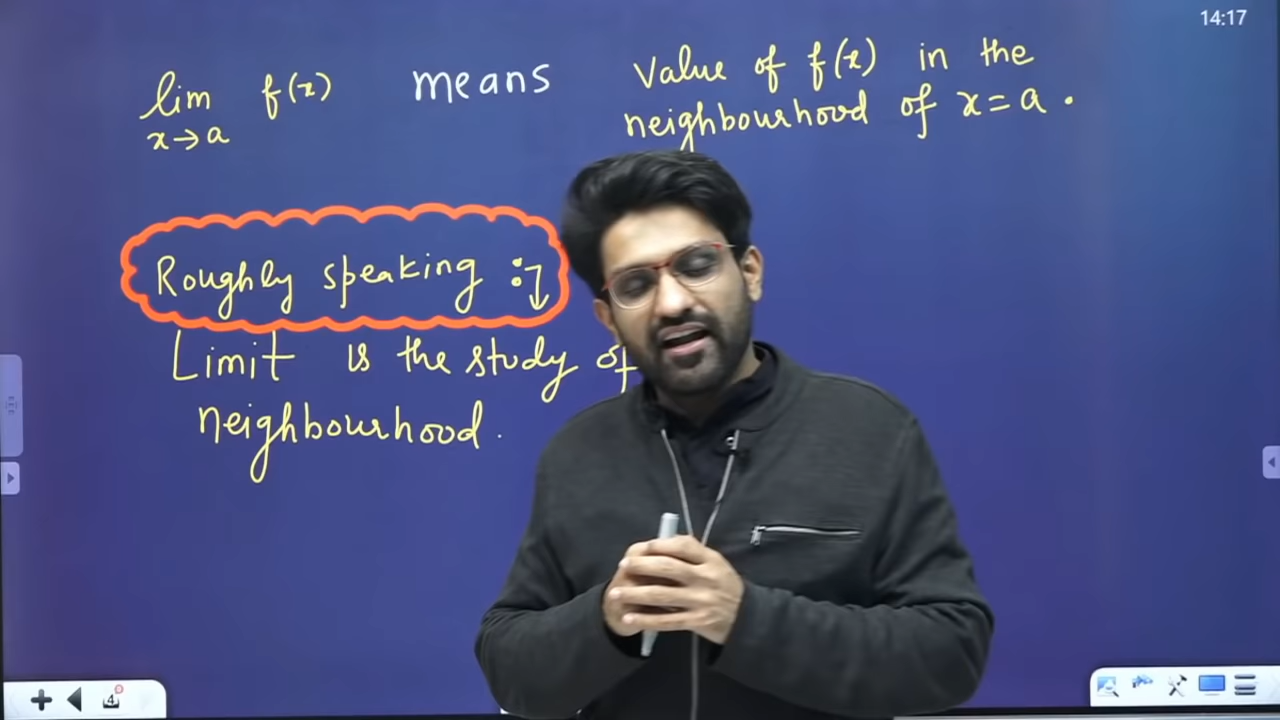 14:17
lim f(x) means Value of f(x) in the
x→a neighbourhood of x=a.
Roughly speaking :
Limit is the study of
neighbourhood.